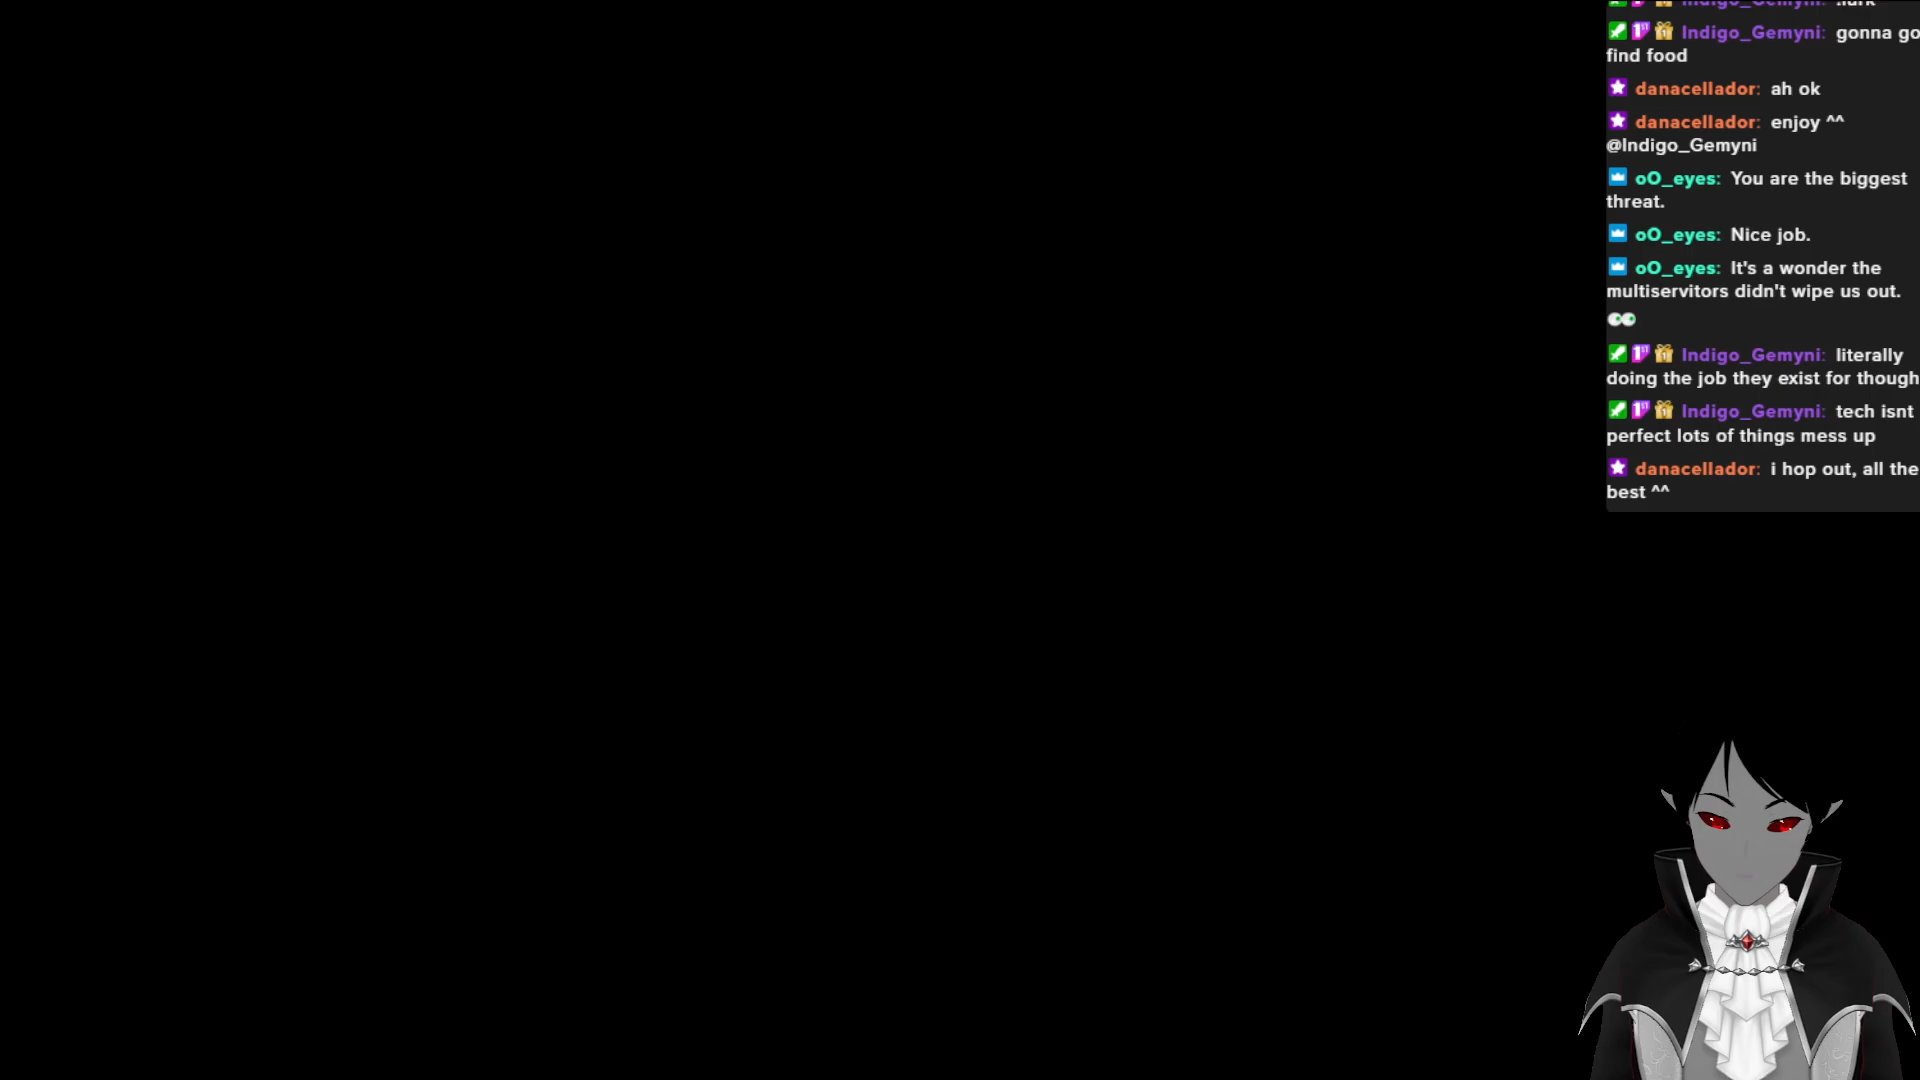 Indigo_Gemyni: !lurk
Indigo_Gemyni: gonna go
find food
danacellador: ah ok
danacellador: enjoy ^^
@Indigo_Gemyni
oO_eyes: You are the biggest
threat.
oO_eyes: Nice job.
oO_eyes: It's a wonder the
multiservitors didn't wipe us out.
Indigo_Gemyni: literally
doing the job they exist for though
Indigo_Gemyni: tech isnt
perfect lots of things mess up
danacellador: i hop out, all the
best ^^